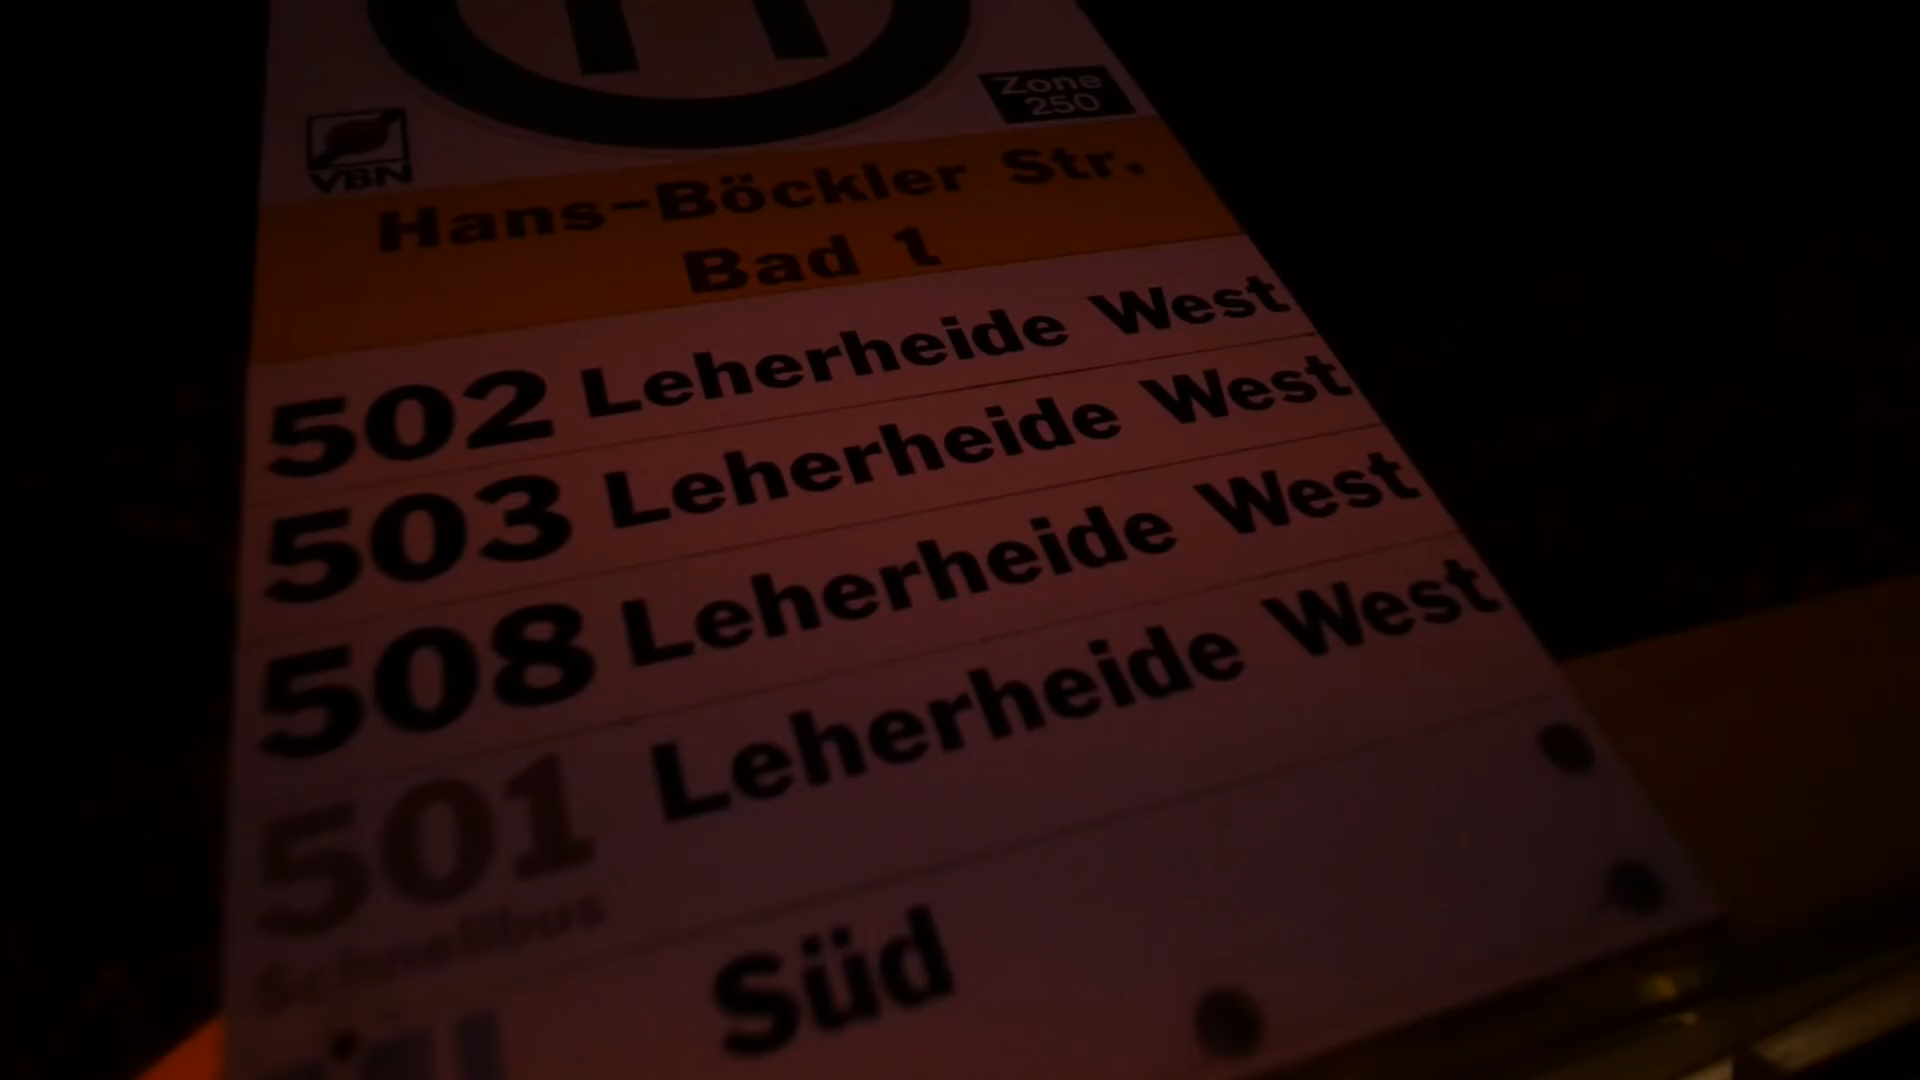 H
Zone
250
VBN
Hans-Böckler Str.
Bad 1
502 Leherheide West
503 Leherheide West
508 Leherheide West
501 Leherheide West
Schnellbus
Süd